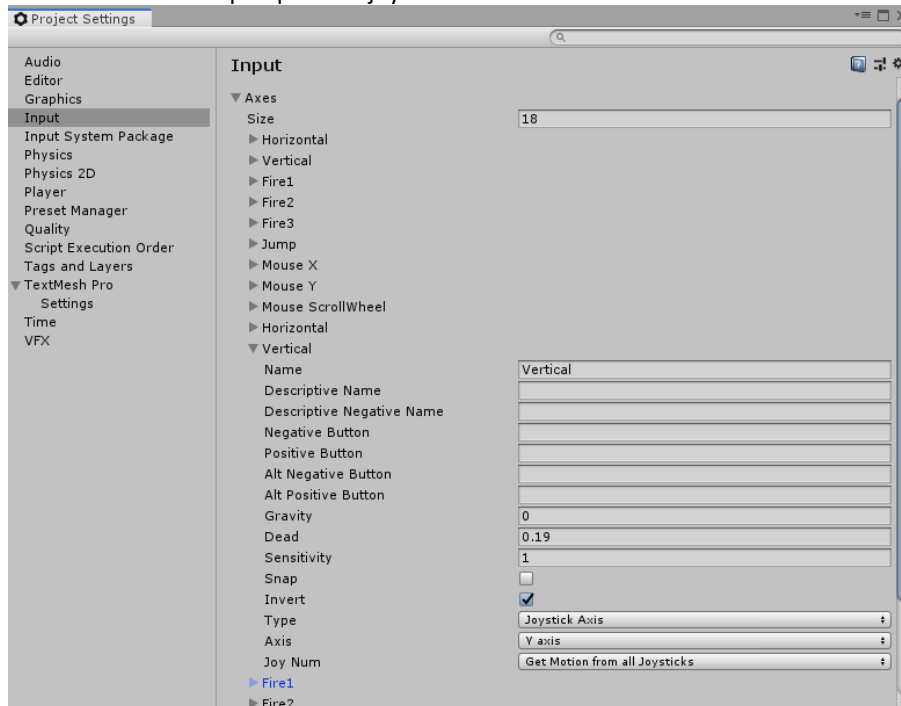 Project Settings
Audio
Editor
Graphics
Input
Input System Package
Physics
Physics 2D
Player
Preset Manager
Quality
Script Execution Order
Tags and Layers
TextMesh Pro
Settings
Time
VFX
Input
Axes
Size 18
Horizontal
Vertical
Fire1
Fire2
Fire3
Jump
Mouse X
Mouse Y
Mouse ScrollWheel
Horizontal
Vertical
Name Vertical
Descriptive Name
Descriptive Negative Name
Negative Button
Positive Button
Alt Negative Button
Alt Positive Button
Gravity 0
Dead 0.19
Sensitivity 1
Snap
Invert
Type Joystick Axis
Axis Y axis
Joy Num Get Motion from all Joysticks
Fire1
Fire2